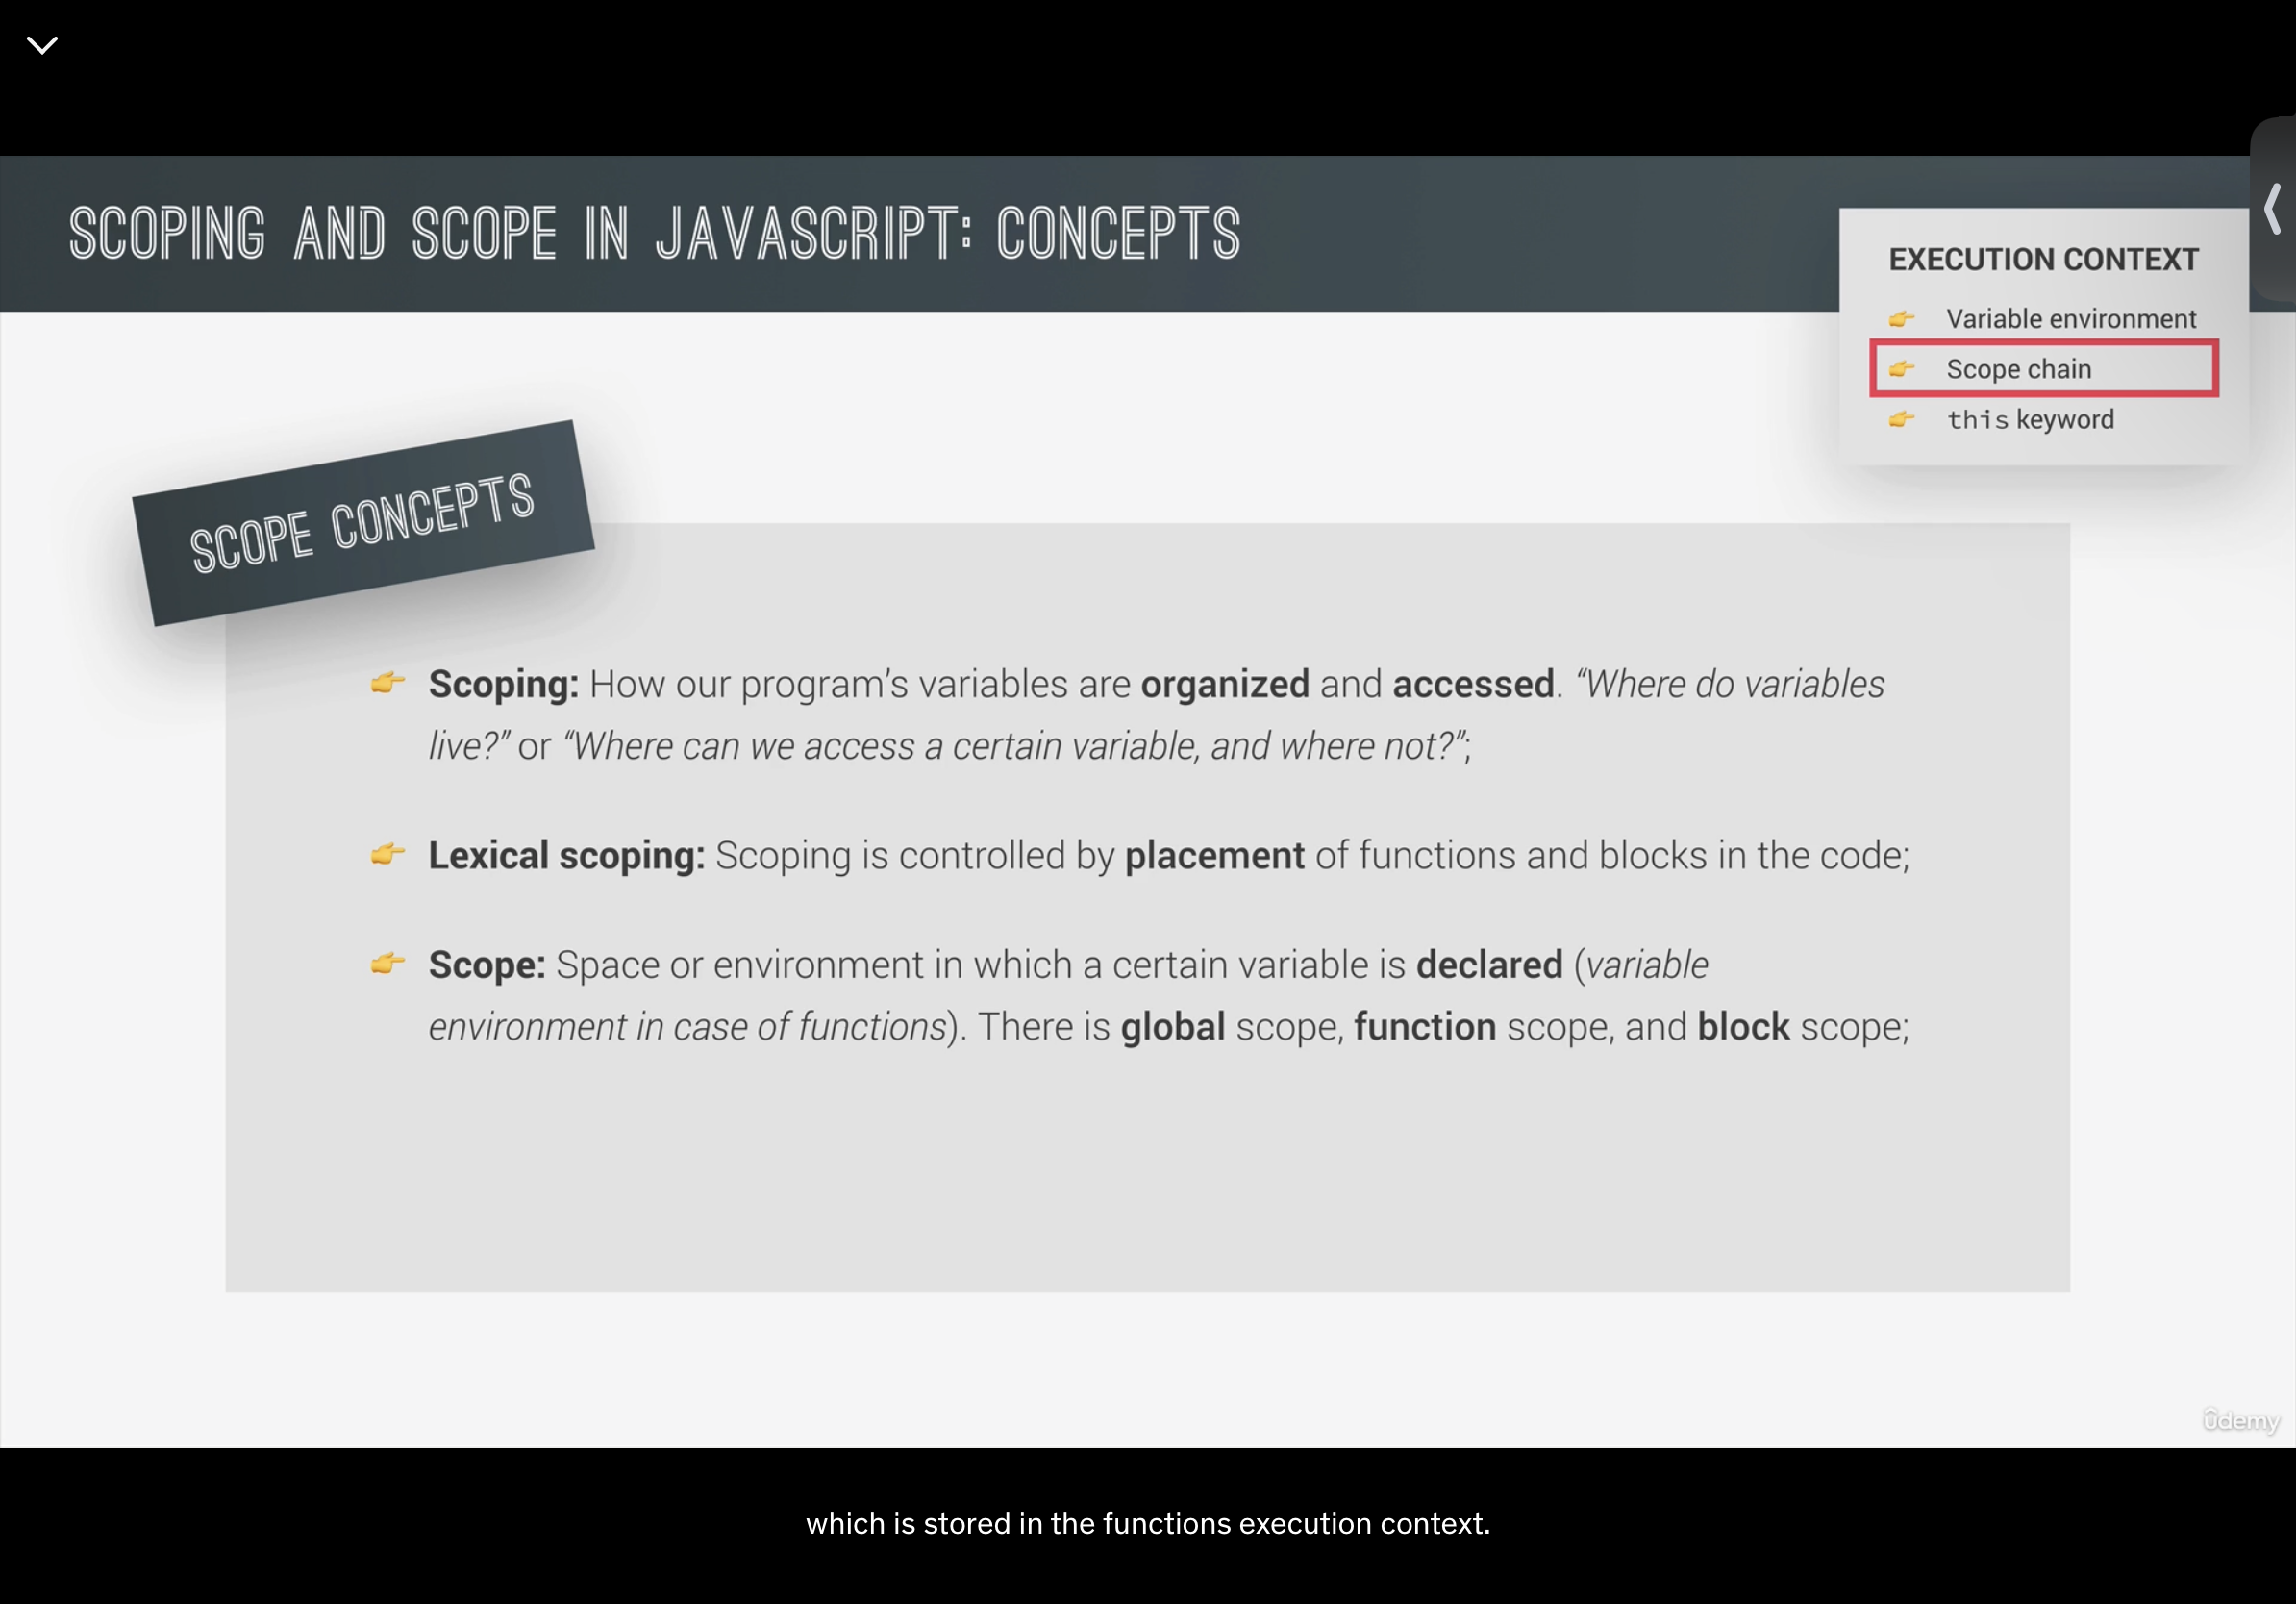 SCOPING AND SCOPE IN JAVASCRIPT: CONCEPTS
EXECUTION CONTEXT
👉 Variable environment
👉 Scope chain
👉 this keyword
SCOPE CONCEPTS
👉 Scoping: How our program’s variables are organized and accessed. “Where do variables
live?” or “Where can we access a certain variable, and where not?”;
👉 Lexical scoping: Scoping is controlled by placement of functions and blocks in the code;
👉 Scope: Space or environment in which a certain variable is declared (variable
environment in case of functions). There is global scope, function scope, and block scope;
ûdemy
which is stored in the functions execution context.